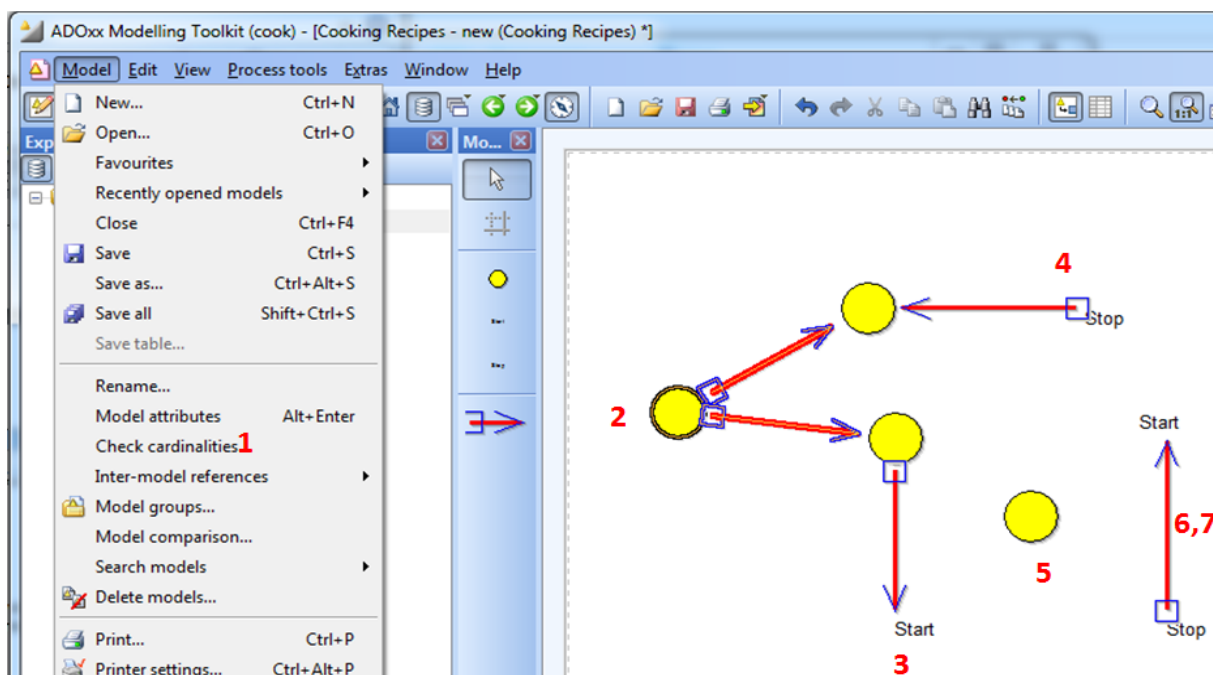 ADOxx Modelling Toolkit (cook) - [Cooking Recipes - new (Cooking Recipes) *]
Model Edit View Process tools Extras Window Help
New... Ctrl+N
Open... Ctrl+O
Favourites
Recently opened models
Close Ctrl+F4
Save Ctrl+S
Save as... Ctrl+Alt+S
Save all Shift+Ctrl+S
Save table...
Rename...
Model attributes Alt+Enter
Check cardinalities 1
Inter-model references
Model groups...
Model comparison...
Search models
Delete models...
Print... Ctrl+P
Printer settings... Ctrl+Alt+P
Exp
Mo...
Start
Stop
4
Stop
2
Start
6,7
5
Start
3
Stop